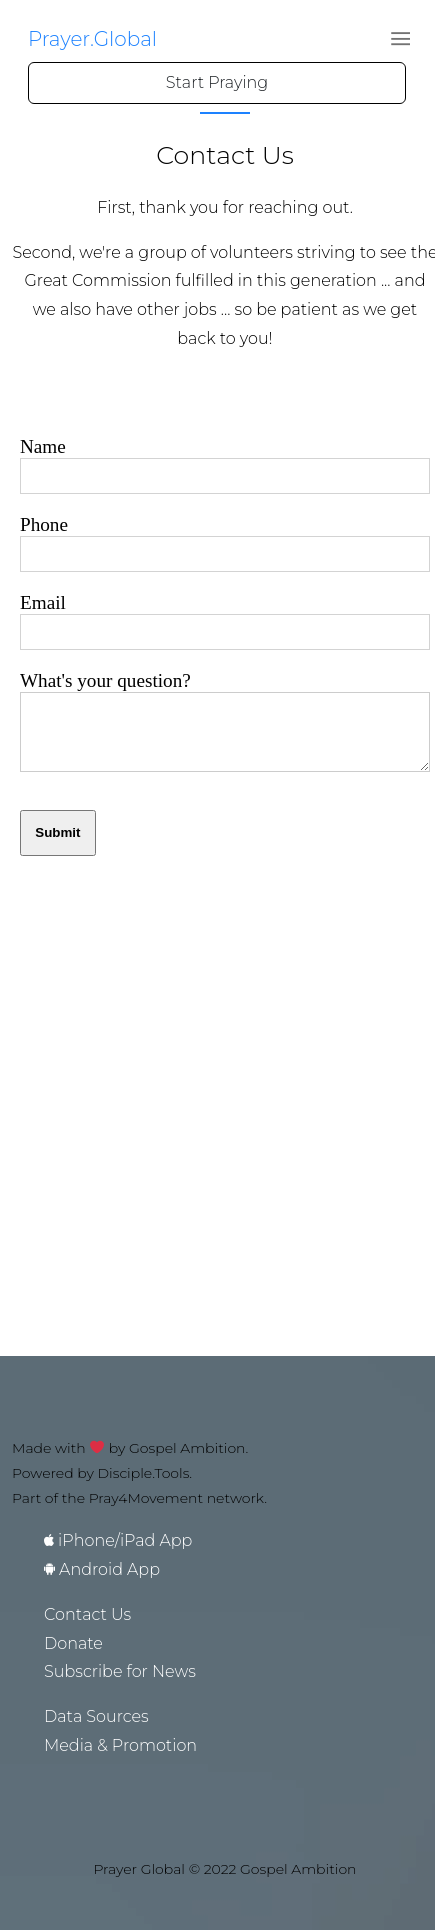 Prayer.Global
Start Praying
Contact Us
First, thank you for reaching out.
Second, we're a group of volunteers striving to see the
Great Commission fulfilled in this generation ... and
we also have other jobs ... so be patient as we get
back to you!
Name
Phone
Email
What's your question?
Submit
Made with ❤ by Gospel Ambition.
Powered by Disciple.Tools.
Part of the Pray4Movement network.
iPhone/iPad App
Android App
Contact Us
Donate
Subscribe for News
Data Sources
Media & Promotion
Prayer Global © 2022 Gospel Ambition